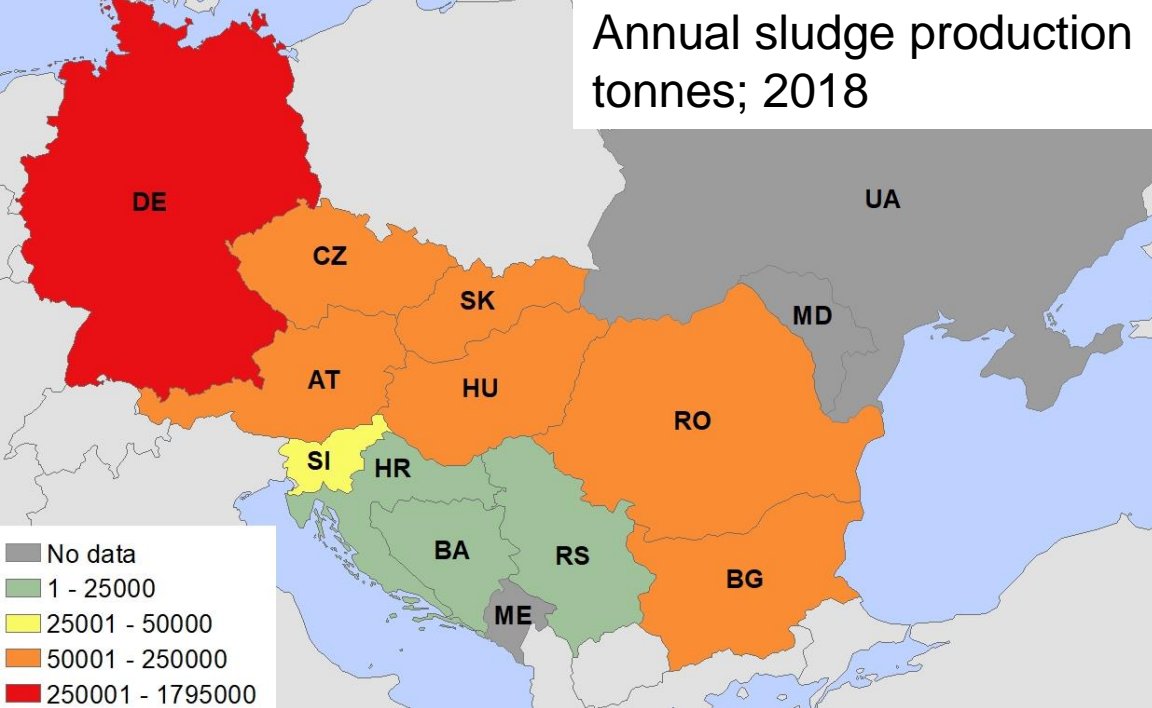 Annual sludge production
tonnes; 2018
DE
UA
CZ
SK
MD
AT
HU
RO
SI
HR
BA
RS
BG
ME
No data
1 - 25000
25001 - 50000
50001 - 250000
250001 - 1795000